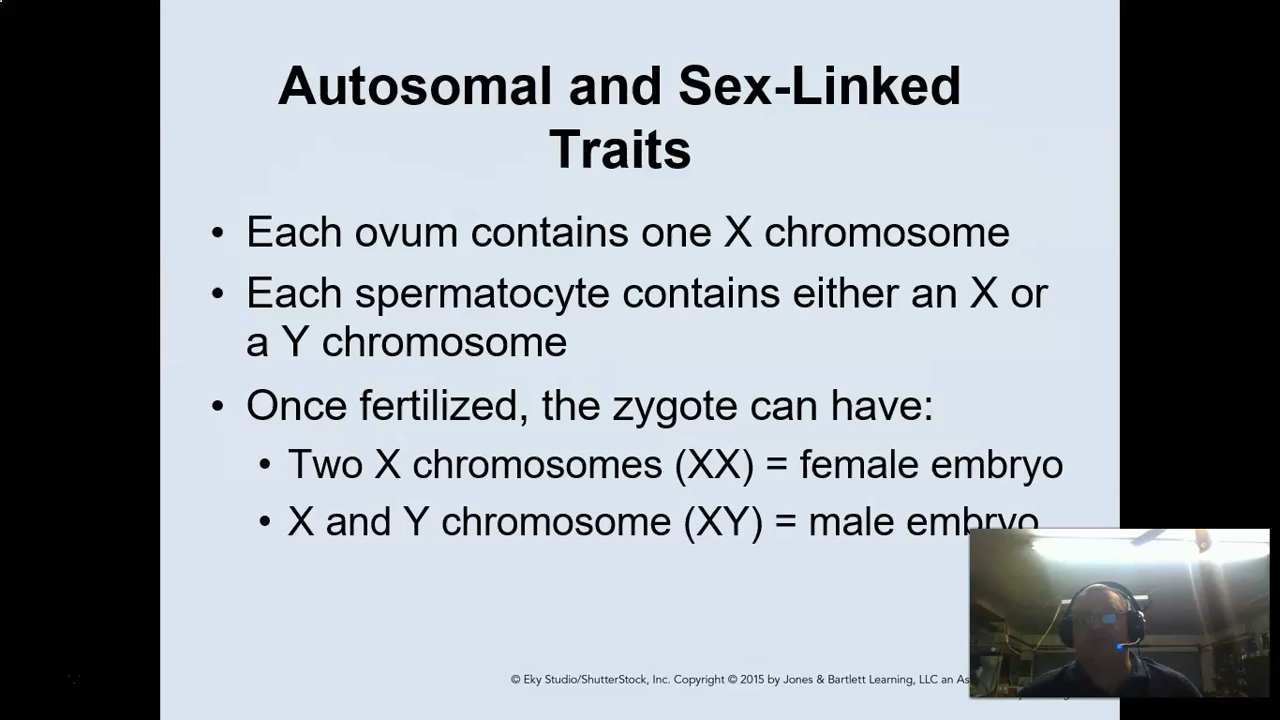 Autosomal and Sex-Linked
Traits
• Each ovum contains one X chromosome
• Each spermatocyte contains either an X or
a Y chromosome
• Once fertilized, the zygote can have:
• Two X chromosomes (XX) = female embryo
• X and Y chromosome (XY) = male embryo
© Eky Studio/ShutterStock, Inc. Copyright © 2015 by Jones & Bartlett Learning, LLC an